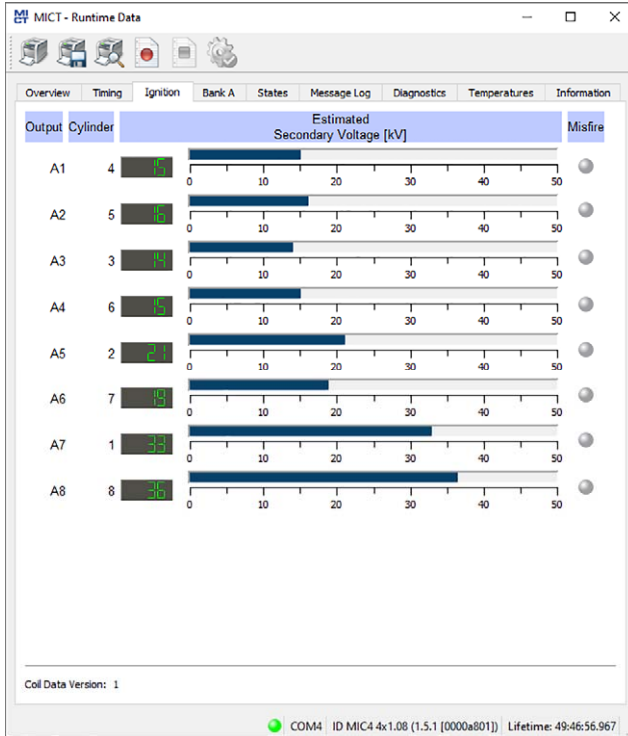 MICT MICT - Runtime Data
Overview Timing Ignition Bank A States Message Log Diagnostics Temperatures Information
Output Cylinder Estimated Secondary Voltage [kV] Misfire
A1 4 15
0 10 20 30 40 50
A2 5 16
0 10 20 30 40 50
A3 3 14
0 10 20 30 40 50
A4 6 15
0 10 20 30 40 50
A5 2 21
0 10 20 30 40 50
A6 7 19
0 10 20 30 40 50
A7 1 33
0 10 20 30 40 50
A8 8 36
0 10 20 30 40 50
Coil Data Version: 1
COM4 ID MIC4 4x1.08 (1.5.1 [0000a801]) Lifetime: 49:46:56.967